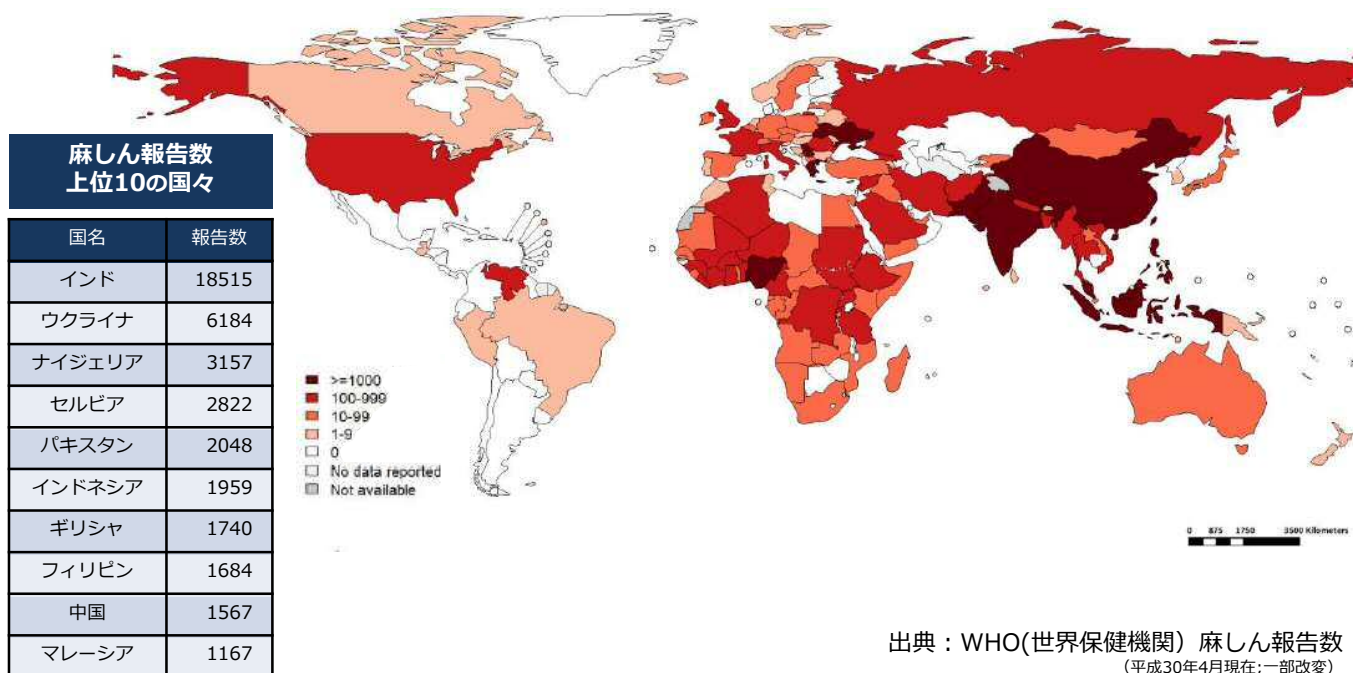 麻しん報告数
上位10の国々
国名 報告数
インド 18515
ウクライナ 6184
ナイジェリア 3157
セルビア 2822
パキスタン 2048
インドネシア 1959
ギリシャ 1740
フィリピン 1684
中国 1567
マレーシア 1167
>=1000
100-999
10-99
1-9
0
No data reported
Not available
0 875 1750 3500 Kilometers
出典：WHO(世界保健機関）麻しん報告数
（平成30年4月現在;一部改変）